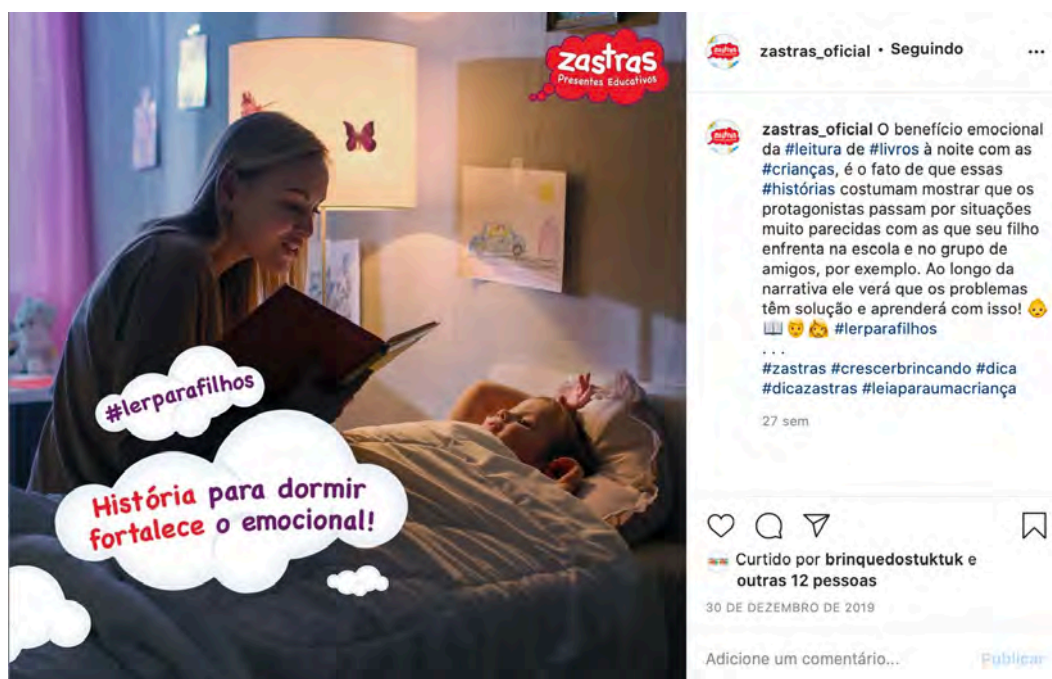 zastras
Presentes Educativos
#lerparafilhos
História para dormir
fortalece o emocional!
zastras_oficial • Seguindo
...
zastras_oficial O benefício emocional
da #leitura de #livros à noite com as
#crianças, é o fato de que essas
#histórias costumam mostrar que os
protagonistas passam por situações
muito parecidas com as que seu filho
enfrenta na escola e no grupo de
amigos, por exemplo. Ao longo da
narrativa ele verá que os problemas
têm solução e aprenderá com isso! 👶
📖👨👩 #lerparafilhos
. . .
#zastras #crescerbrincando #dica
#dicazastras #leiaparaumacriança
27 sem
Curtido por brinquedostuktuk e
outras 12 pessoas
30 DE DEZEMBRO DE 2019
Adicione um comentário... Publicar